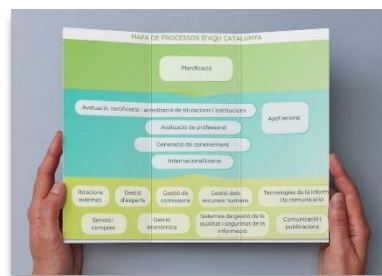 MAPA DE PROCESSOS D'AQU CATALUNYA
Planificació
Avaluació, certificació i acreditació de titulacions i institucions
Apel·lacions
Avaluació de professorat
Generació de coneixement
Internacionalització
Relacions
externes
Gestió
d'experts
Gestió de
comissions
Gestió dels
recursos humans
Tecnologies de la inform
i la comunicació
Serveis i
compres
Gestió
econòmica
Sistemes de gestió de la
qualitat i seguretat de la
informació
Comunicació i
publicacions